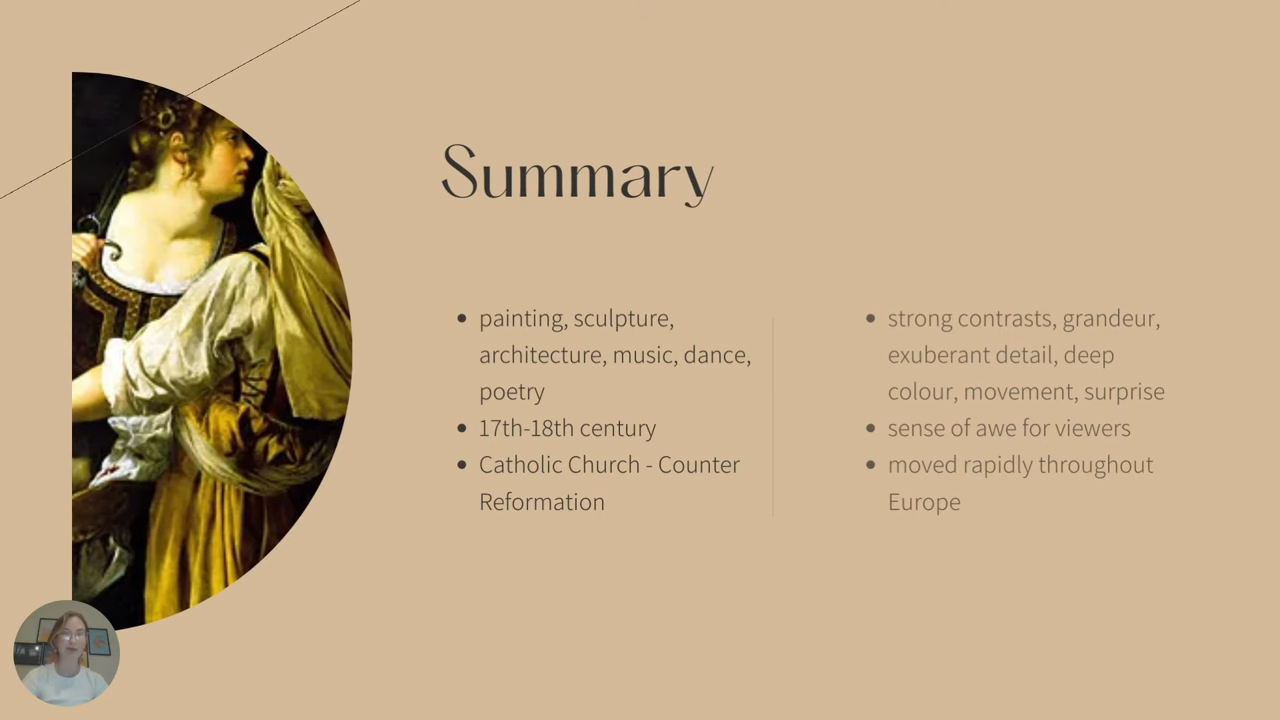 Summary
painting, sculpture,
architecture, music, dance,
poetry
17th-18th century
Catholic Church - Counter
Reformation
strong contrasts, grandeur,
exuberant detail, deep
colour, movement, surprise
sense of awe for viewers
moved rapidly throughout
Europe